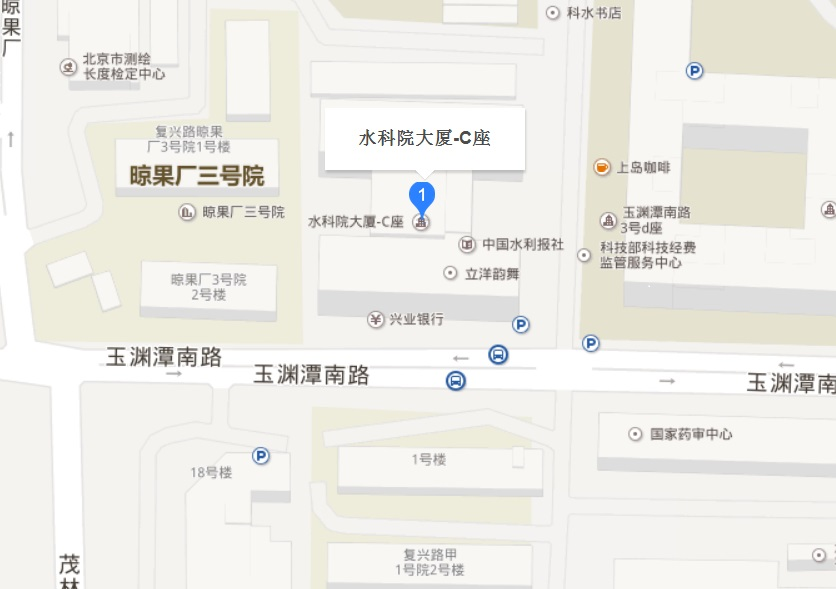 晾果厂
科水书店
北京市测绘
长度检定中心
P
复兴路晾果
厂3号院1号楼
水科院大厦-C座
晾果厂三号院
上岛咖啡
1
晾果厂三号院
水科院大厦-C座
玉渊潭南路
3号d座
中国水利报社
科技部科技经费
监管服务中心
立洋韵舞
晾果厂3号院
2号楼
兴业银行
P
P
玉渊潭南路
玉渊潭南路
玉渊潭南
国家药审中心
P
1号楼
18号楼
复兴路甲
1号院2号楼
茂林